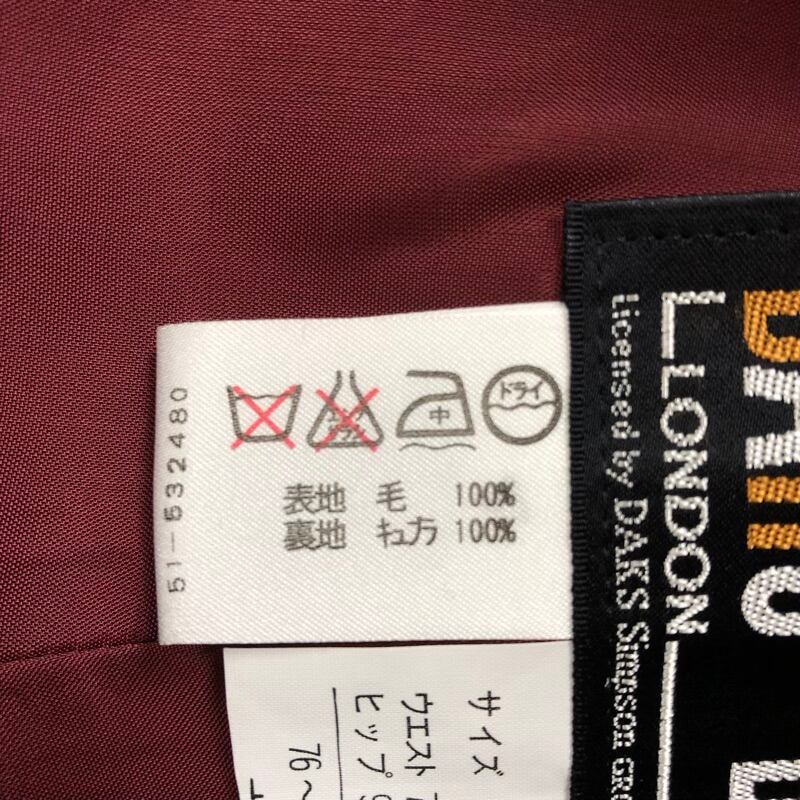 51-532480
中
ドライ
表地 毛 100%
裏地 キュプラ 100%
サイズ
ウエスト
ヒップ
76～
LONDON
Licensed by DAKS Simpson